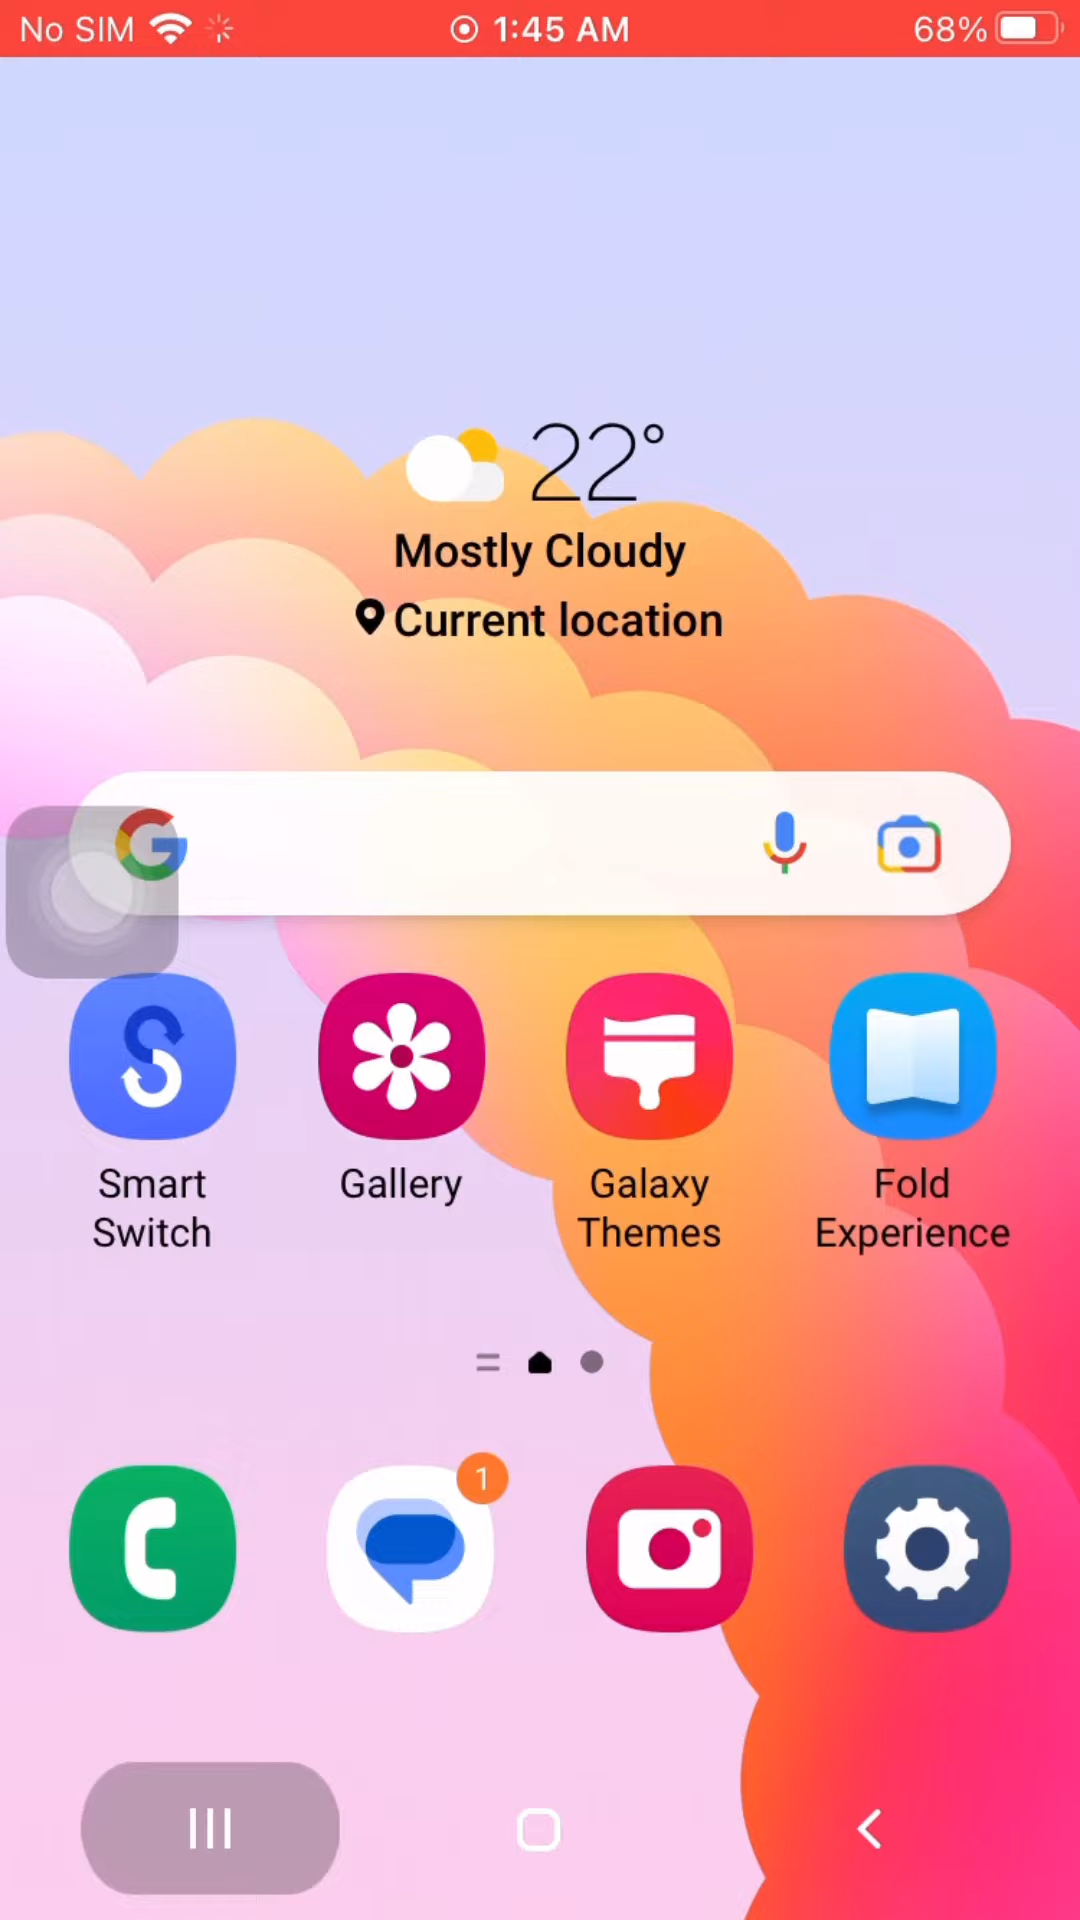 No SIM 1:45 AM 68%
22°
Mostly Cloudy
Current location
Smart Switch
Gallery
Galaxy Themes
Fold Experience
1